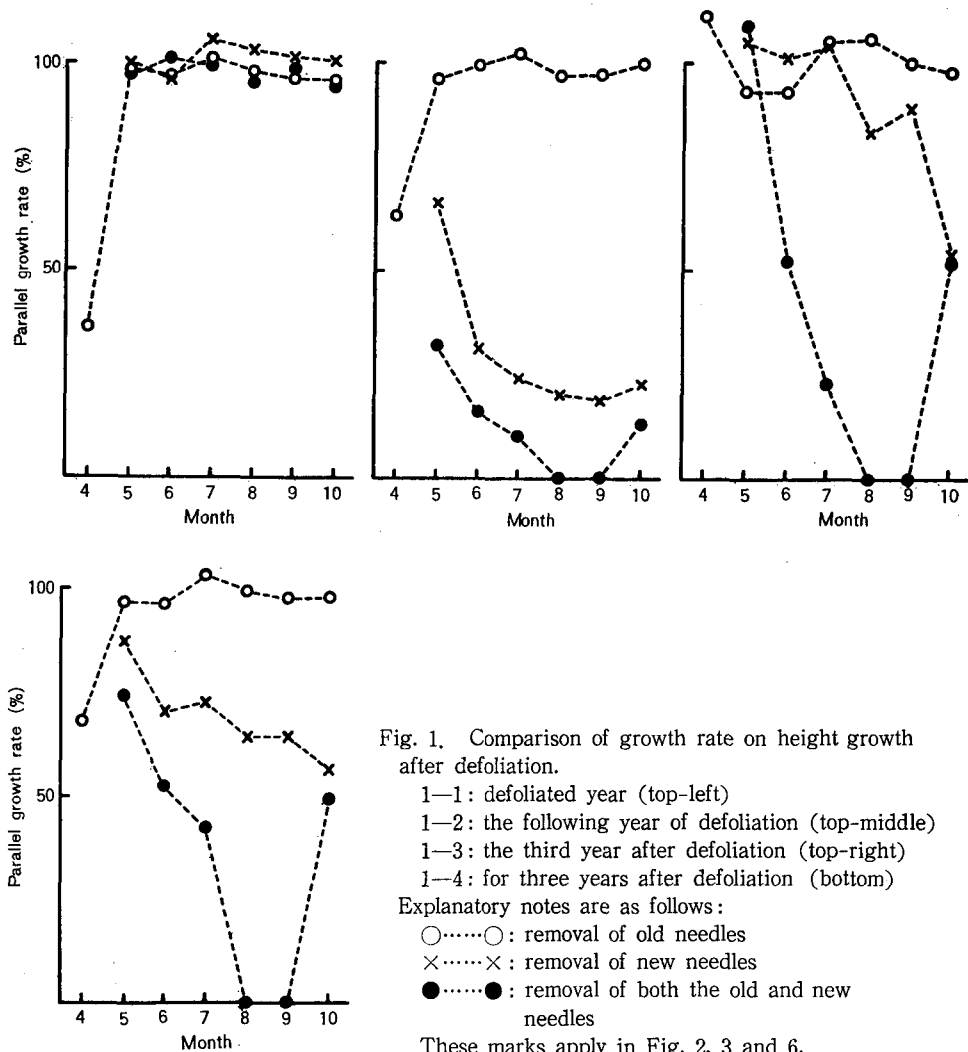 100
50
Parallel growth rate (%)
4 5 6 7 8 9 10
Month
4 5 6 7 8 9 10
Month
4 5 6 7 8 9 10
Month
100
50
Parallel growth rate (%)
4 5 6 7 8 9 10
Month
Fig. 1. Comparison of growth rate on height growth
after defoliation.
1—1: defoliated year (top-left)
1—2: the following year of defoliation (top-middle)
1—3: the third year after defoliation (top-right)
1—4: for three years after defoliation (bottom)
Explanatory notes are as follows:
○……○: removal of old needles
×……×: removal of new needles
●……●: removal of both the old and new
needles
These marks apply in Fig. 2, 3 and 6.